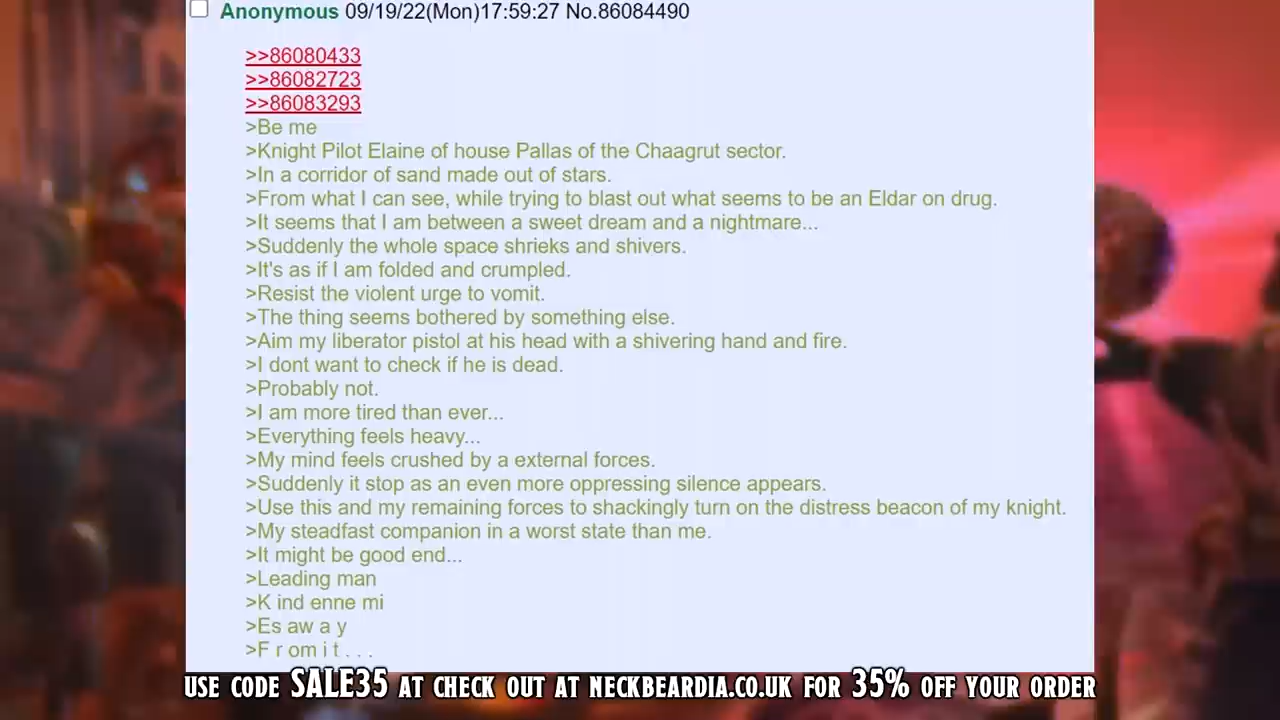 Anonymous 09/19/22(Mon)17:59:27 No.86084490
>>86080433
>>86082723
>>86083293
>Be me
>Knight Pilot Elaine of house Pallas of the Chaagrut sector.
>In a corridor of sand made out of stars.
>From what I can see, while trying to blast out what seems to be an Eldar on drug.
>It seems that I am between a sweet dream and a nightmare...
>Suddenly the whole space shrieks and shivers.
>It's as if I am folded and crumpled.
>Resist the violent urge to vomit.
>The thing seems bothered by something else.
>Aim my liberator pistol at his head with a shivering hand and fire.
>I dont want to check if he is dead.
>Probably not.
>I am more tired than ever...
>Everything feels heavy...
>My mind feels crushed by a external forces.
>Suddenly it stop as an even more oppressing silence appears.
>Use this and my remaining forces to shackingly turn on the distress beacon of my knight.
>My steadfast companion in a worst state than me.
>It might be good end...
>Leading man
>K ind enne mi
>Es aw a y
>F r om i t . . .
USE CODE SALE35 AT CHECK OUT AT NECKBEARDIA.CO.UK FOR 35% OFF YOUR ORDER